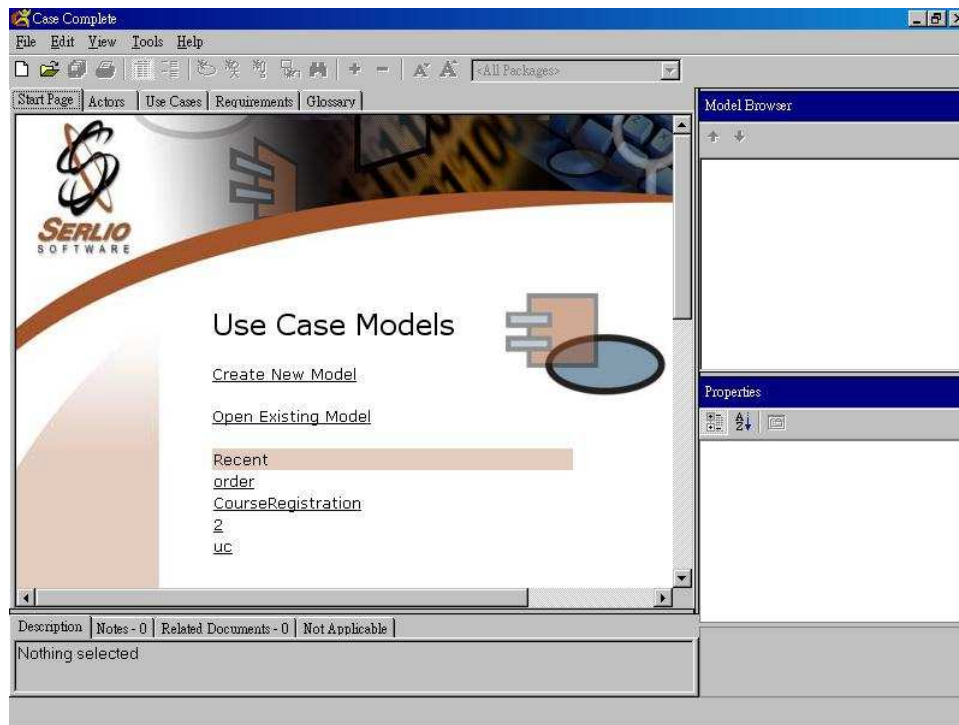 Case Complete
File Edit View Tools Help
<All Packages>
Start Page Actors Use Cases Requirements Glossary
SERLIO
SOFTWARE
Use Case Models
Create New Model
Open Existing Model
Recent
order
CourseRegistration
2
uc
Model Browser
Properties
Description Notes - 0 Related Documents - 0 Not Applicable
Nothing selected